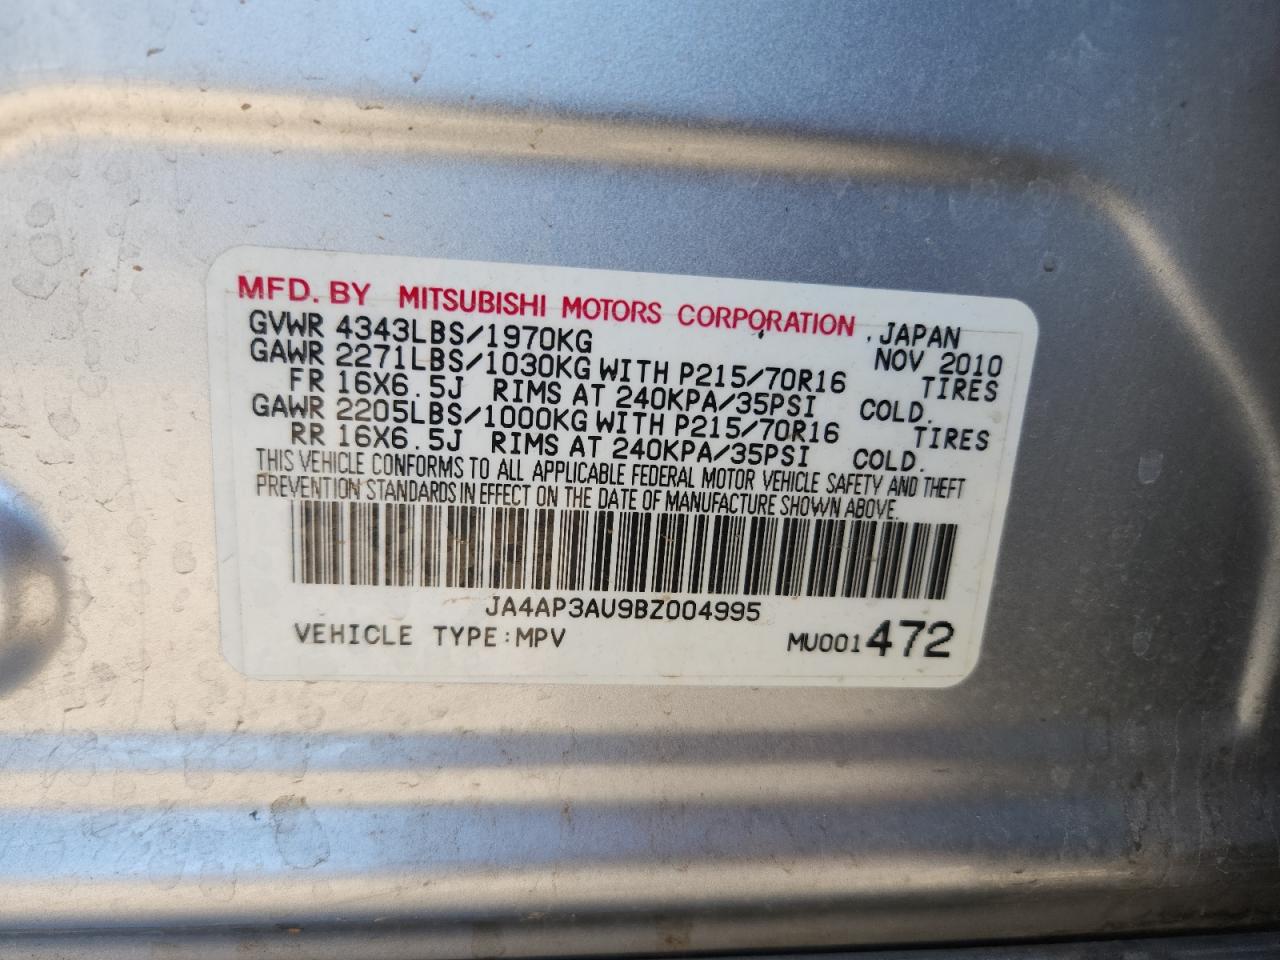 MFD. BY MITSUBISHI MOTORS CORPORATION , JAPAN
GVWR 4343LBS/1970KG NOV 2010
GAWR 2271LBS/1030KG WITH P215/70R16 TIRES
FR 16X6.5J RIMS AT 240KPA/35PSI COLD.
GAWR 2205LBS/1000KG WITH P215/70R16 TIRES
RR 16X6.5J RIMS AT 240KPA/35PSI COLD.
THIS VEHICLE CONFORMS TO ALL APPLICABLE FEDERAL MOTOR VEHICLE SAFETY AND THEFT
PREVENTION STANDARDS IN EFFECT ON THE DATE OF MANUFACTURE SHOWN ABOVE.
JA4AP3AU9BZ004995
VEHICLE TYPE:MPV MU001472